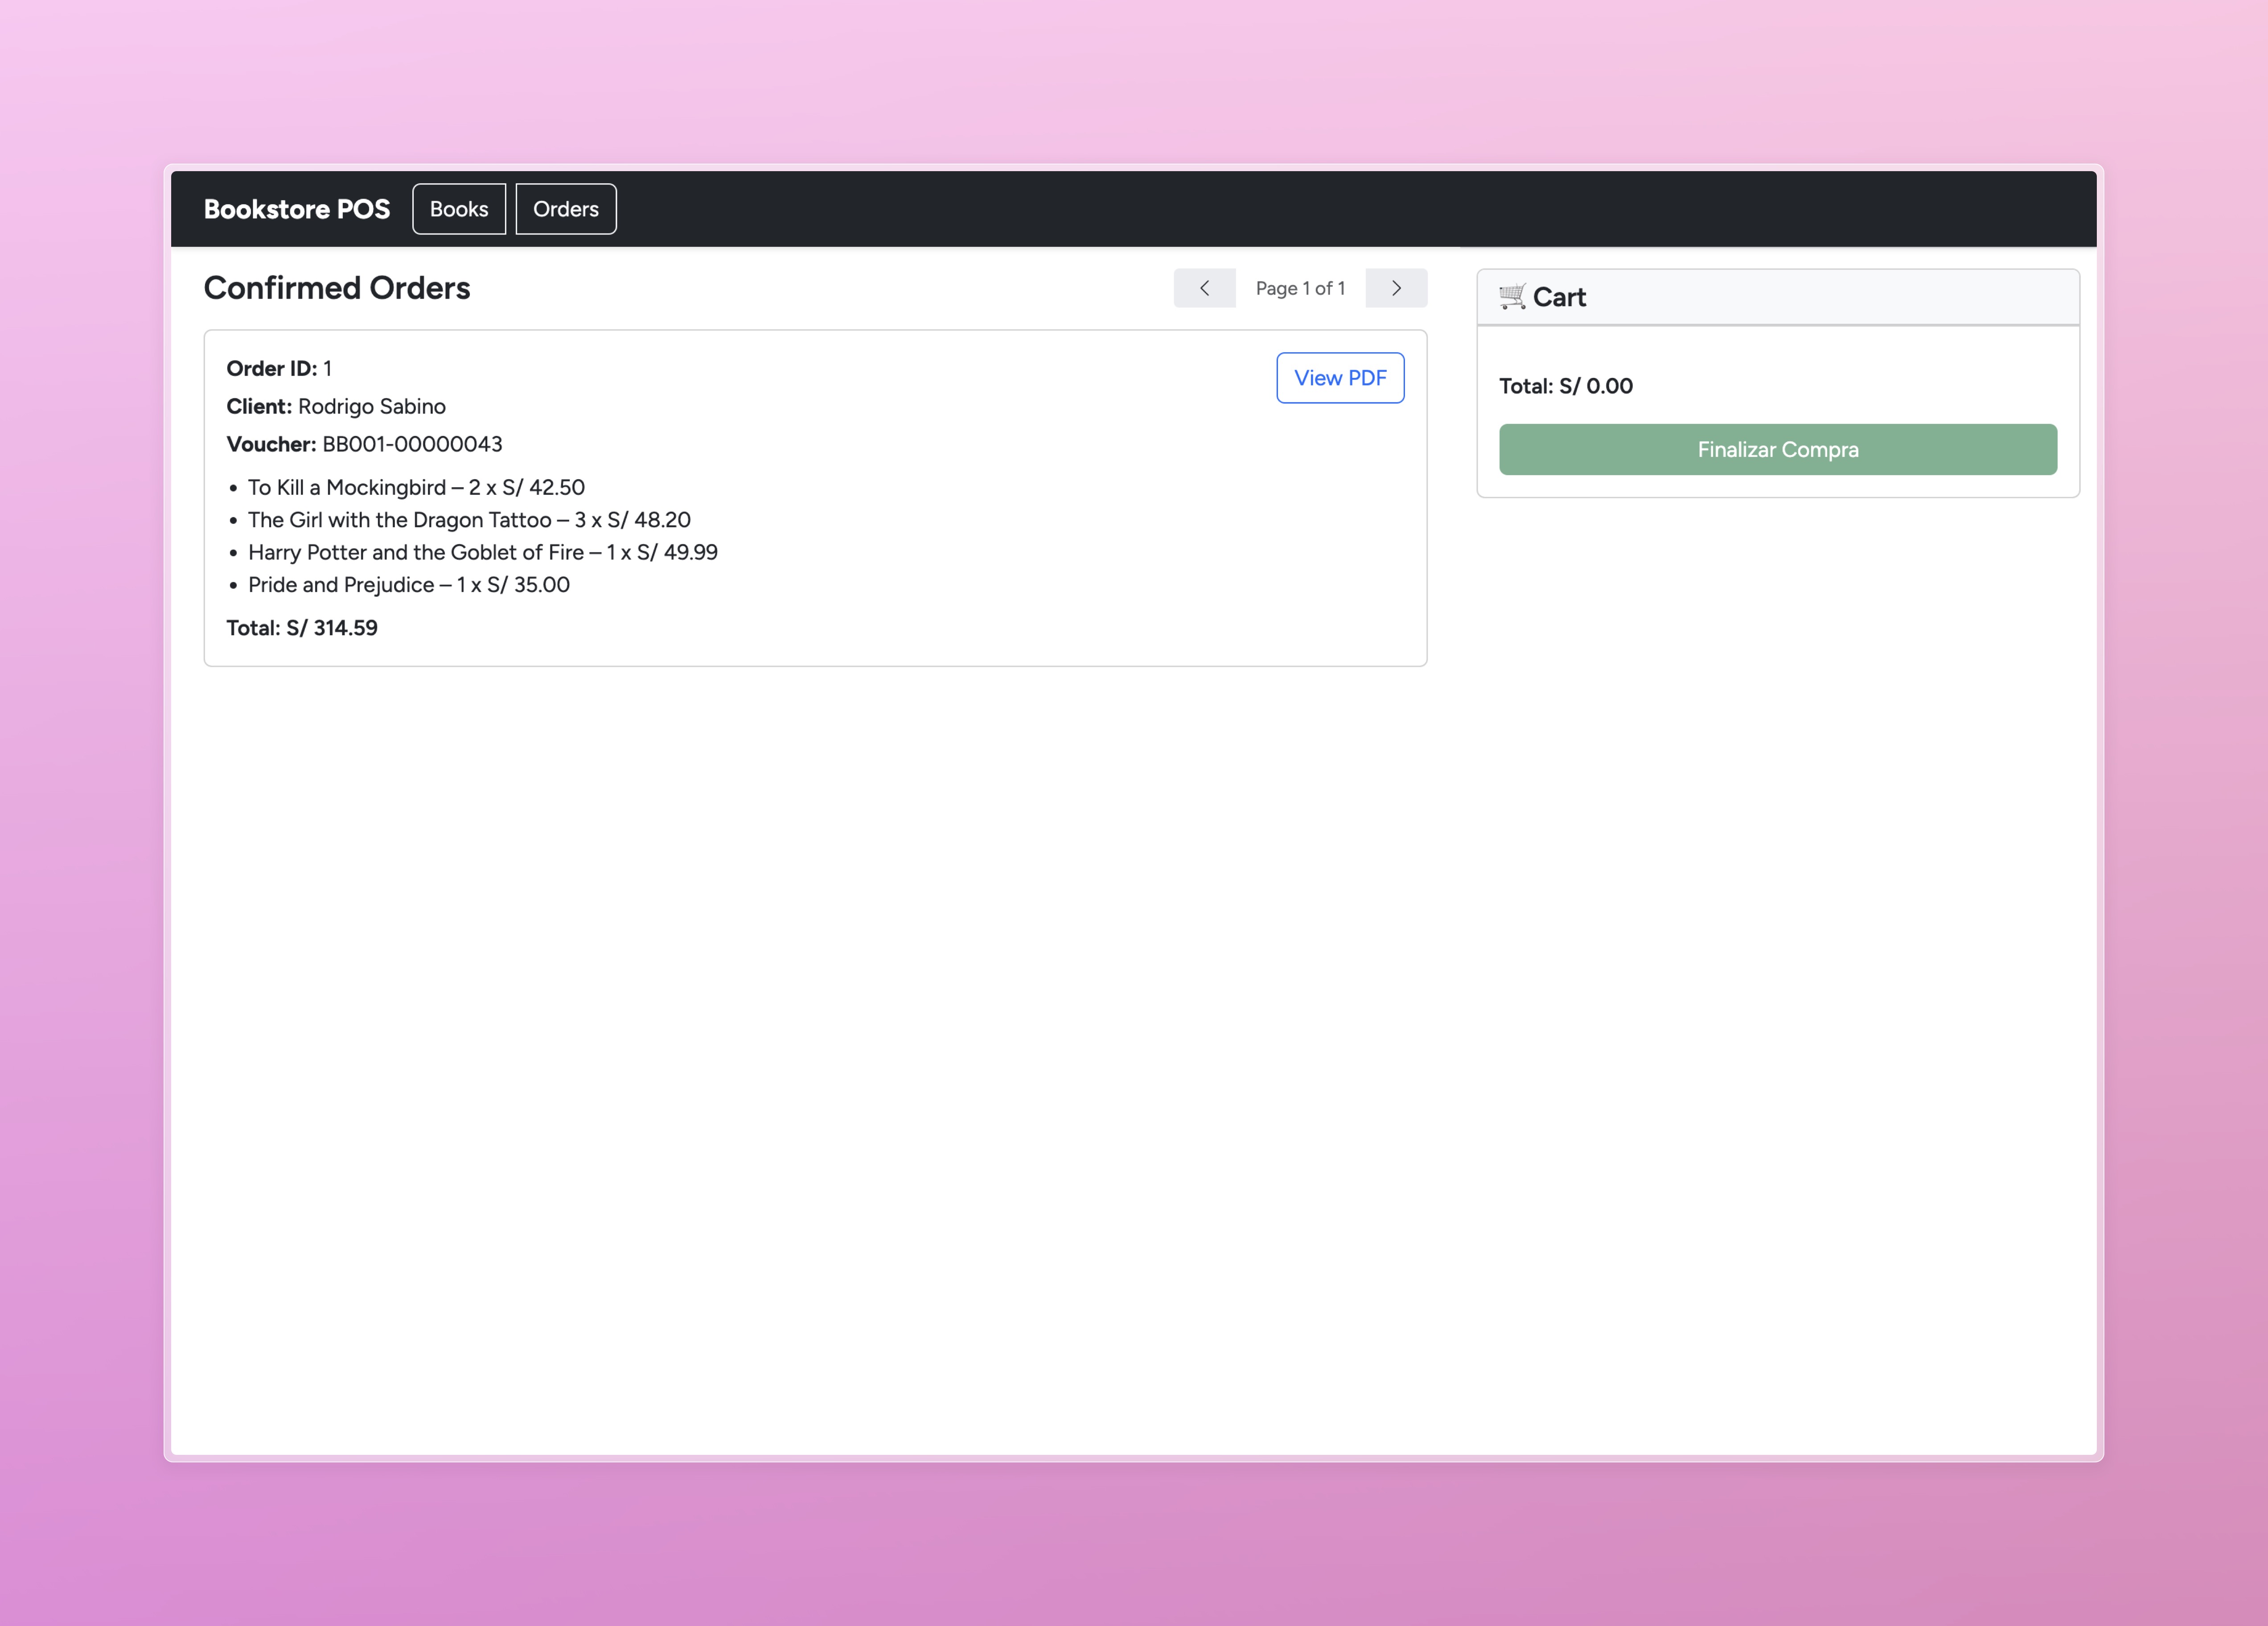 Bookstore POS
Books
Orders
Confirmed Orders
Page 1 of 1
Order ID: 1
View PDF
Client: Rodrigo Sabino
Voucher: BB001-00000043
• To Kill a Mockingbird – 2 x S/ 42.50
• The Girl with the Dragon Tattoo – 3 x S/ 48.20
• Harry Potter and the Goblet of Fire – 1 x S/ 49.99
• Pride and Prejudice – 1 x S/ 35.00
Total: S/ 314.59
Cart
Total: S/ 0.00
Finalizar Compra